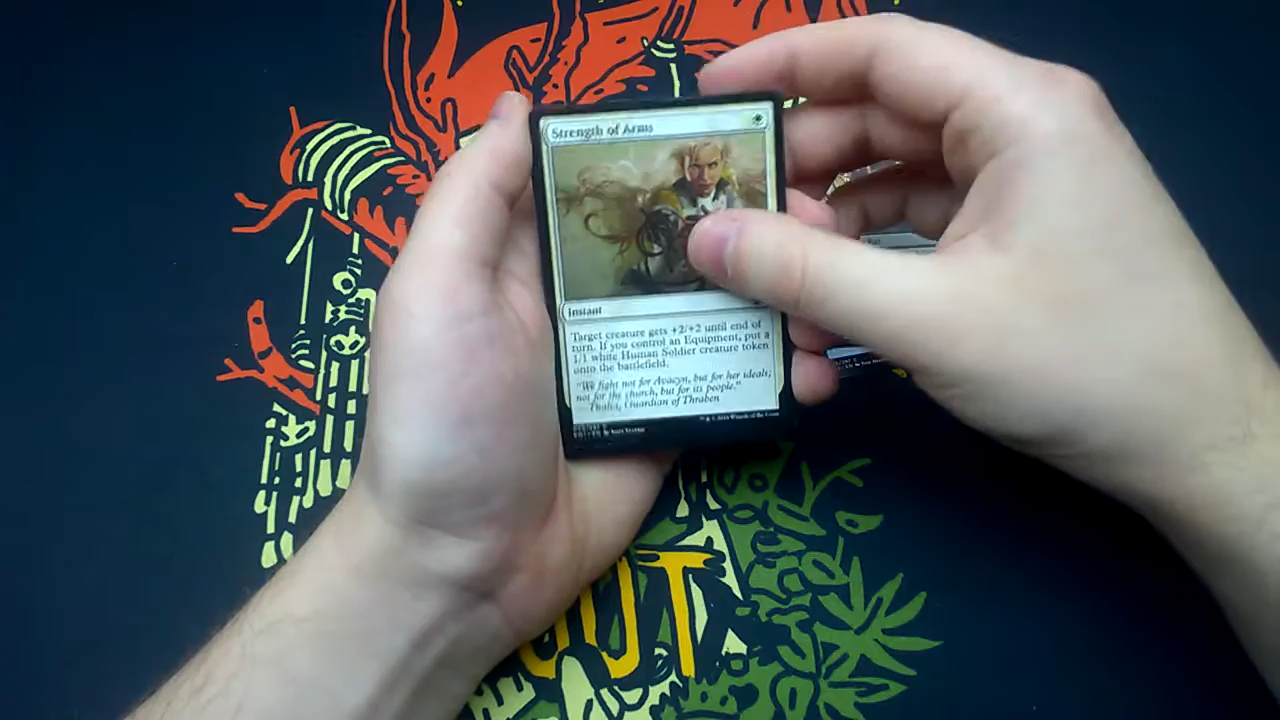 Strength of Arms
Instant
Target creature gets +2/+2 until end of
turn. If you control an Equipment, put a
1/1 white Human Soldier creature token
onto the battlefield.
"We fight not for Avacyn, but for her ideals;
not for the church, but for its people."
Thalia, Guardian of Thraben
OUT